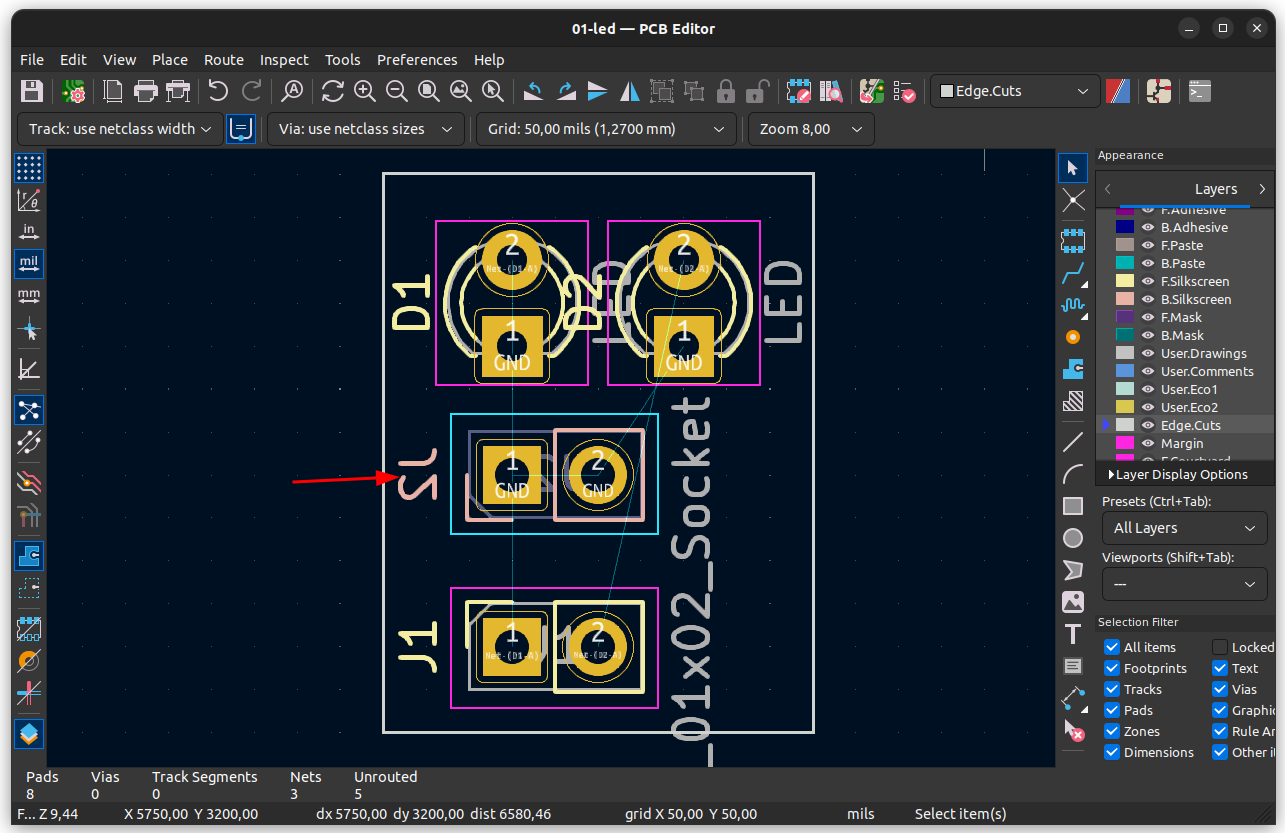 01-led — PCB Editor
File Edit View Place Route Inspect Tools Preferences Help
Edge.Cuts
Track: use netclass width Via: use netclass sizes Grid: 50,00 mils (1,2700 mm) Zoom 8,00
Appearance
Layers
F.Adhesive
B.Adhesive
F.Paste
B.Paste
F.Silkscreen
B.Silkscreen
F.Mask
B.Mask
User.Drawings
User.Comments
User.Eco1
User.Eco2
Edge.Cuts
Margin
F.Courtyard
Layer Display Options
Presets (Ctrl+Tab):
All Layers
Viewports (Shift+Tab):
---
Selection Filter
All items Locked
Footprints Text
Tracks Vias
Pads Graphic
Zones Rule Ar
Dimensions Other i
in
mil
mm
D1
2
Net-(D1-A)
1
GND
LED
D2
2
Net-(D2-A)
1
GND
LED
J2
1
GND
2
GND
J1
1
Net-(D1-A)
2
Net-(D2-A)
_01x02_Socket
Pads Vias Track Segments Nets Unrouted
8 0 0 3 5
F... Z 9,44 X 5750,00 Y 3200,00 dx 5750,00 dy 3200,00 dist 6580,46 grid X 50,00 Y 50,00 mils Select item(s)